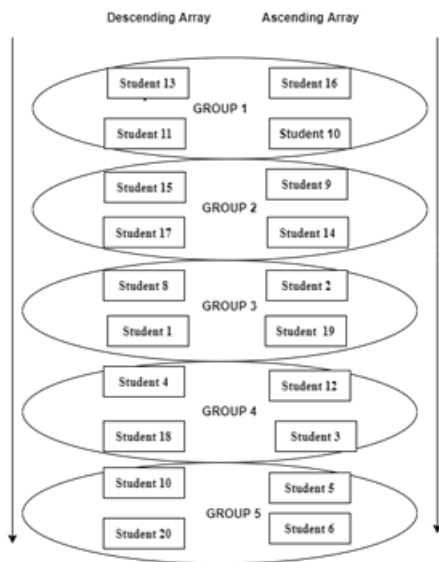 Descending Array Ascending Array
Student 13 Student 16
GROUP 1
Student 11 Student 10
Student 15 Student 9
GROUP 2
Student 17 Student 14
Student 8 Student 2
GROUP 3
Student 1 Student 19
Student 4 Student 12
GROUP 4
Student 18 Student 3
Student 10 Student 5
GROUP 5
Student 20 Student 6